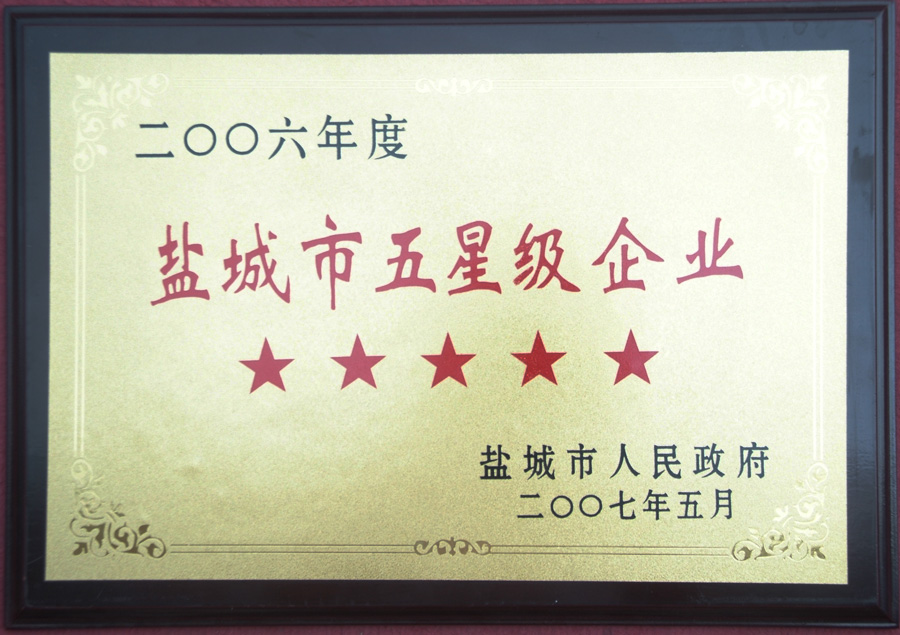 二〇〇六年度
盐城市五星级企业
盐城市人民政府
二〇〇七年五月